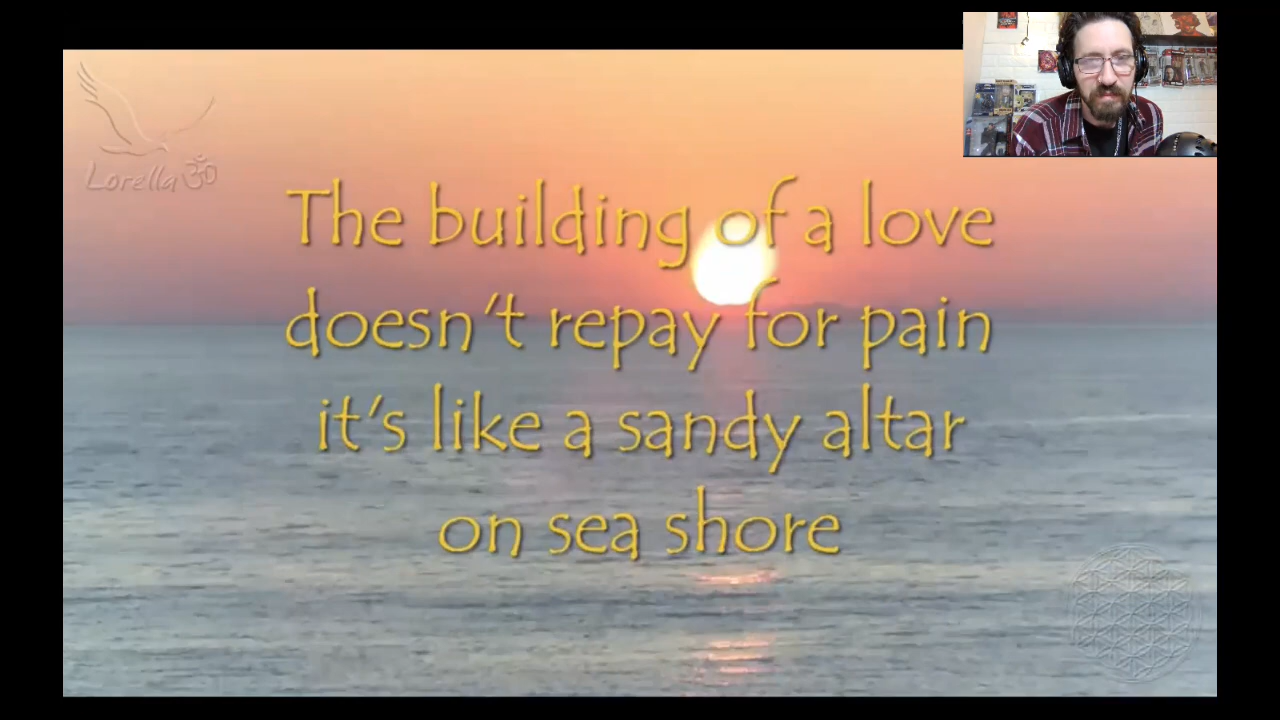 Lorella ॐ
The building of a love
doesn't repay for pain
it's like a sandy altar
on sea shore